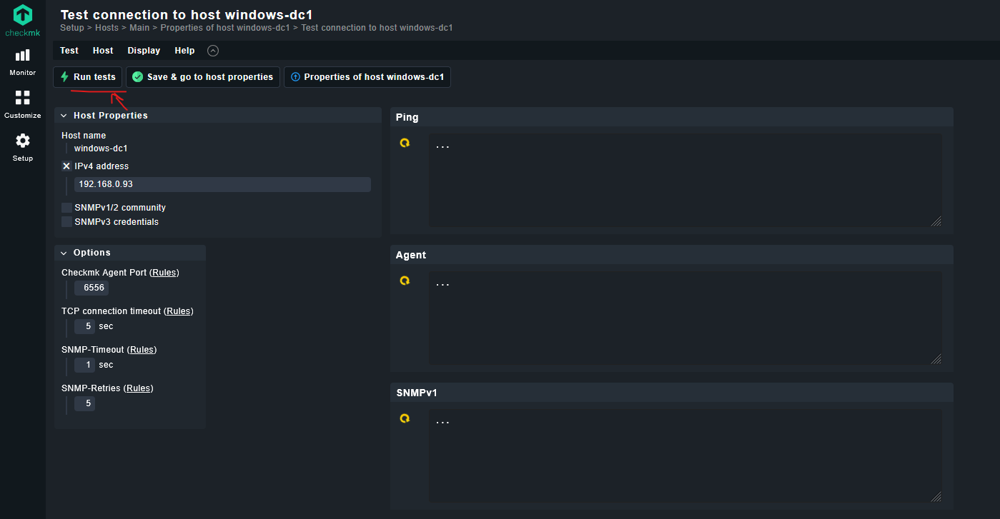 Test connection to host windows-dc1
Setup > Hosts > Main > Properties of host windows-dc1 > Test connection to host windows-dc1
checkmk
Monitor
Customize
Setup
Test Host Display Help
Run tests Save & go to host properties Properties of host windows-dc1
Host Properties
Host name
windows-dc1
IPv4 address
192.168.0.93
SNMPv1/2 community
SNMPv3 credentials
Options
Checkmk Agent Port (Rules)
6556
TCP connection timeout (Rules)
5 sec
SNMP-Timeout (Rules)
1 sec
SNMP-Retries (Rules)
5
Ping
...
Agent
...
SNMPv1
...